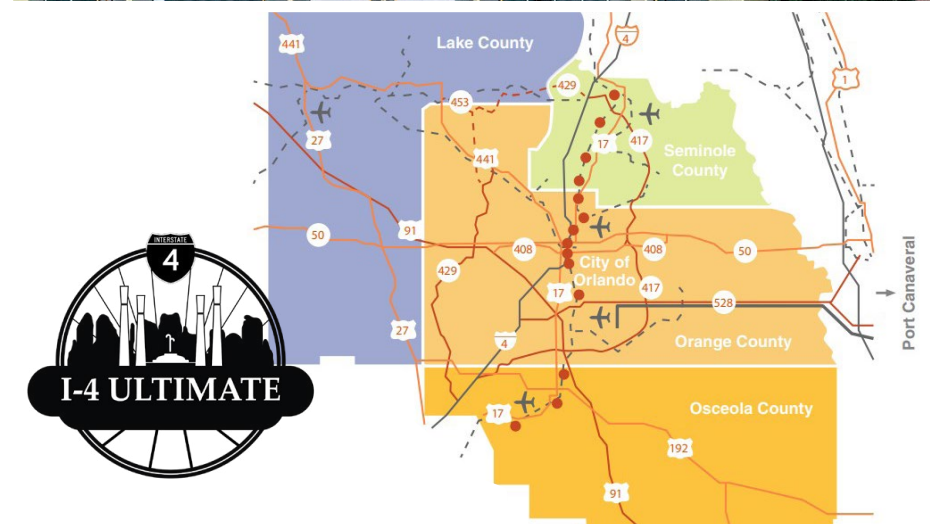 441
Lake County
4
429
1
453
27
17
417
441
Seminole
County
50
91
408
City of
Orlando
408
50
429
17
417
528
Port Canaveral
27
4
Orange County
INTERSTATE
4
I-4 ULTIMATE
17
Osceola County
192
91